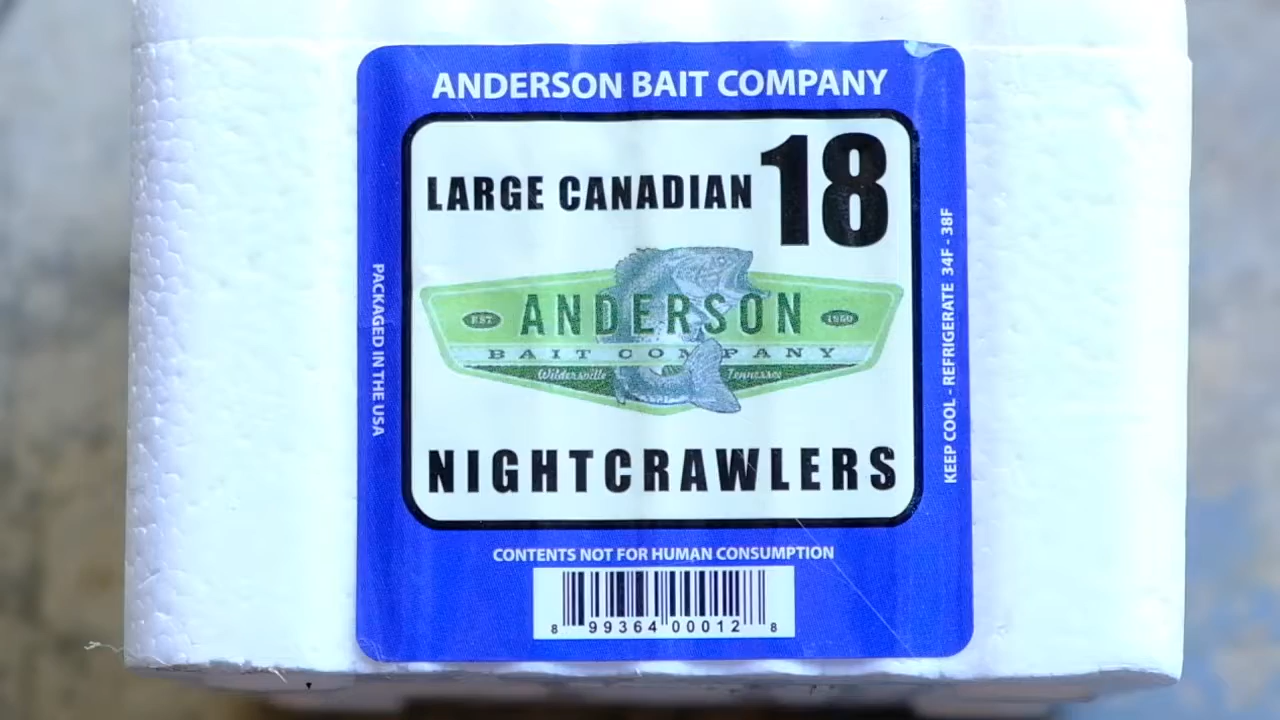 ANDERSON BAIT COMPANY
LARGE CANADIAN 18
EST
ANDERSON
1950
BAIT COMPANY
Wildersville Tennessee
NIGHTCRAWLERS
PACKAGED IN THE USA
KEEP COOL - REFRIGERATE 34F - 38F
CONTENTS NOT FOR HUMAN CONSUMPTION
8 99364 00012 8